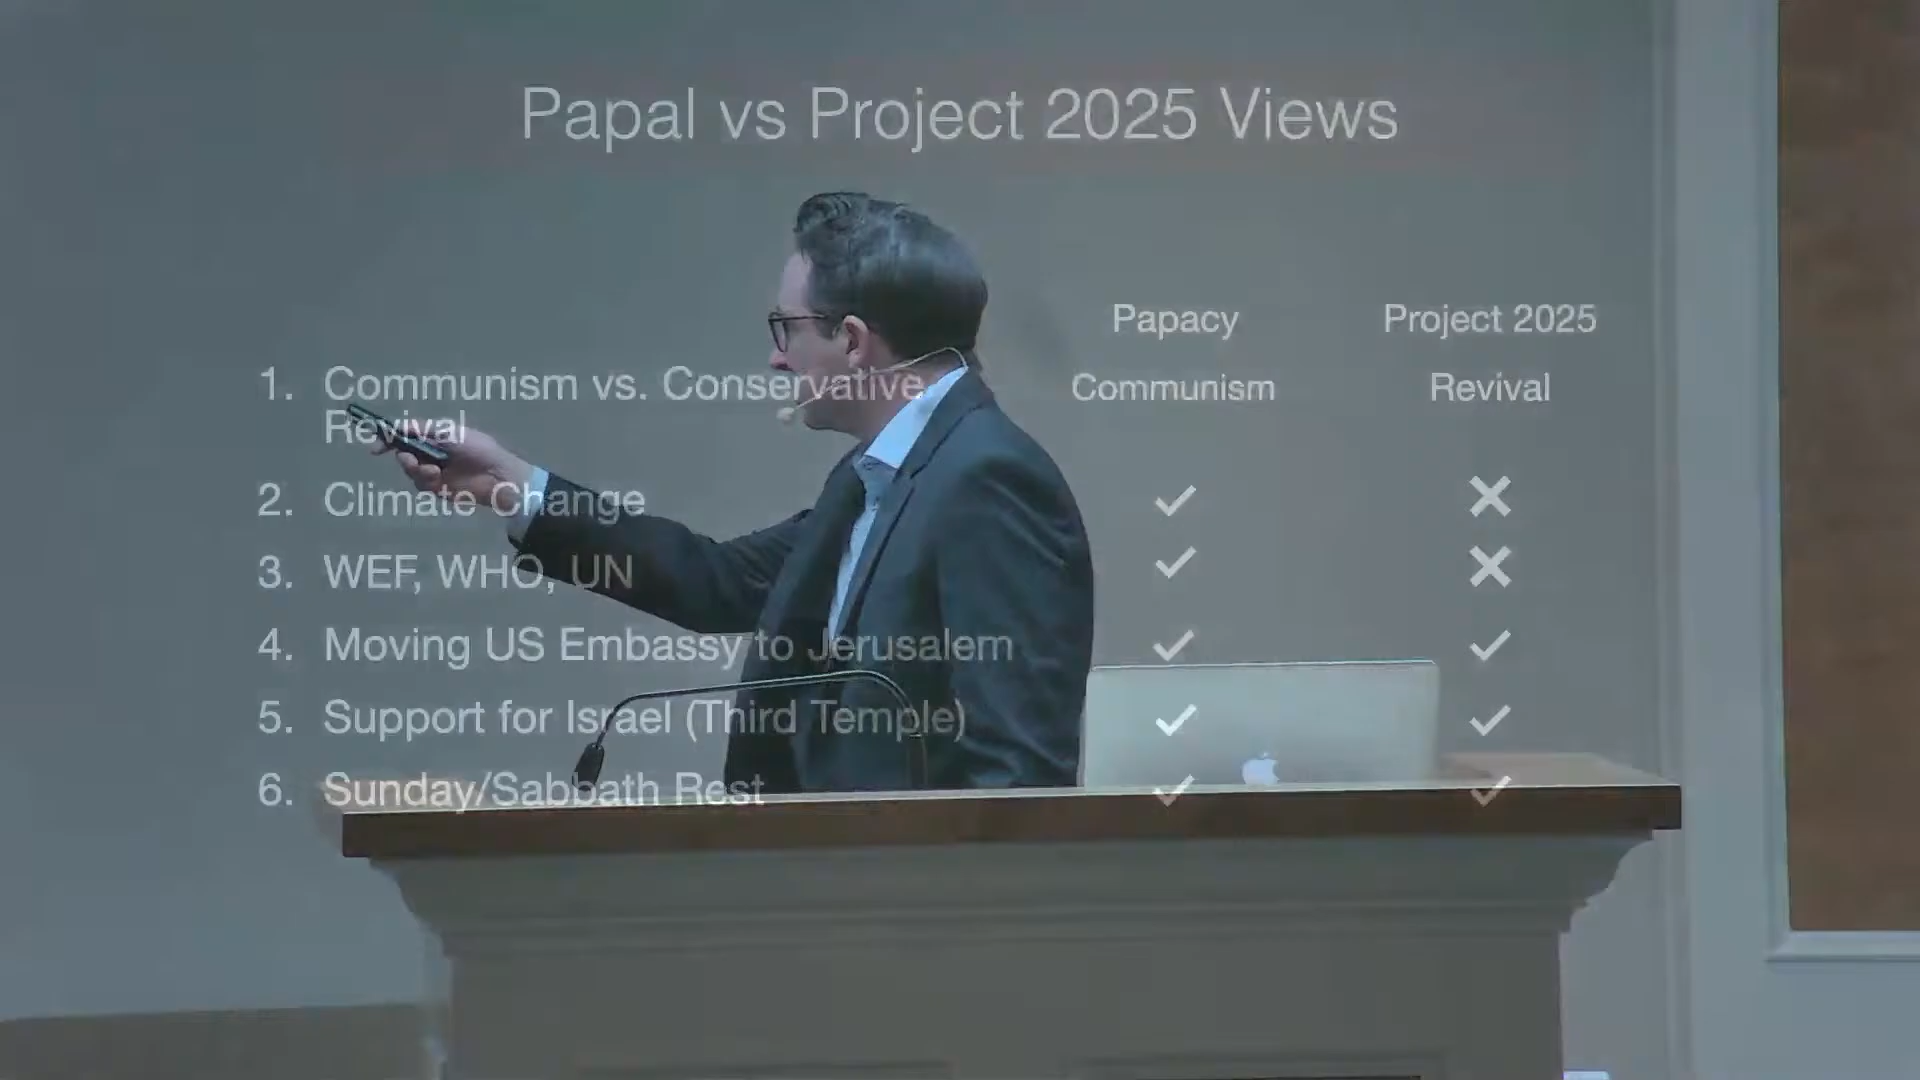 Papal vs Project 2025 Views
Papacy Project 2025
1. Communism vs. Conservative Revival Communism Revival
2. Climate Change ✓ ✕
3. WEF, WHO, UN ✓ ✕
4. Moving US Embassy to Jerusalem ✓ ✓
5. Support for Israel (Third Temple) ✓ ✓
6. Sunday/Sabbath Rest ✓ ✓